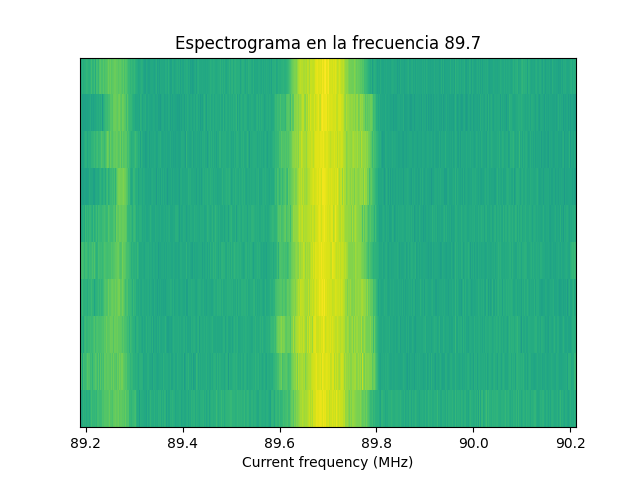 Espectrograma en la frecuencia 89.7
89.2 89.4 89.6 89.8 90.0 90.2
Current frequency (MHz)